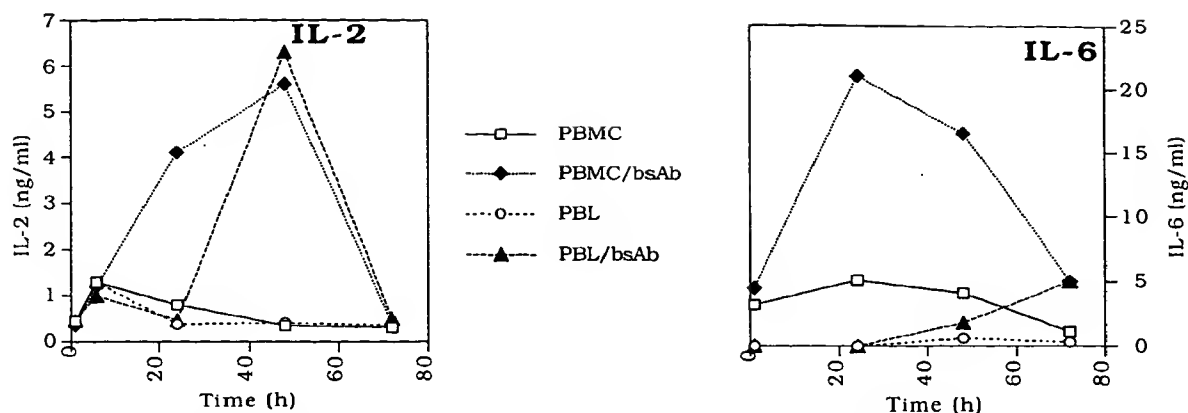 IL-2
7
6
5
4
3
2
1
0
IL-2 (ng/ml)
0 20 40 60 80
Time (h)
PBMC
PBMC/bsAb
PBL
PBL/bsAb
IL-6
25
20
15
10
5
0
IL-6 (ng/ml)
0 20 40 60 80
Time (h)